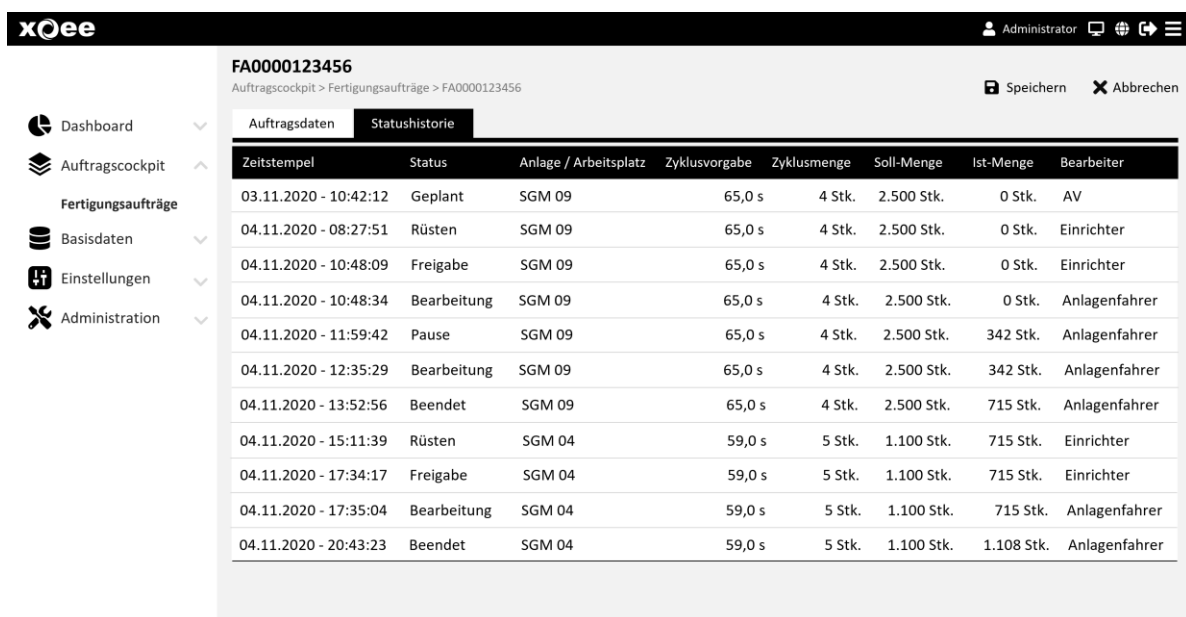 xOee
Administrator
FA0000123456
Auftragscockpit > Fertigungsaufträge > FA0000123456
Speichern Abbrechen
Dashboard
Auftragscockpit
Fertigungsaufträge
Basisdaten
Einstellungen
Administration
Auftragsdaten Statushistorie
Zeitstempel Status Anlage / Arbeitsplatz Zyklusvorgabe Zyklusmenge Soll-Menge Ist-Menge Bearbeiter
03.11.2020 - 10:42:12 Geplant SGM 09 65,0 s 4 Stk. 2.500 Stk. 0 Stk. AV
04.11.2020 - 08:27:51 Rüsten SGM 09 65,0 s 4 Stk. 2.500 Stk. 0 Stk. Einrichter
04.11.2020 - 10:48:09 Freigabe SGM 09 65,0 s 4 Stk. 2.500 Stk. 0 Stk. Einrichter
04.11.2020 - 10:48:34 Bearbeitung SGM 09 65,0 s 4 Stk. 2.500 Stk. 0 Stk. Anlagenfahrer
04.11.2020 - 11:59:42 Pause SGM 09 65,0 s 4 Stk. 2.500 Stk. 342 Stk. Anlagenfahrer
04.11.2020 - 12:35:29 Bearbeitung SGM 09 65,0 s 4 Stk. 2.500 Stk. 342 Stk. Anlagenfahrer
04.11.2020 - 13:52:56 Beendet SGM 09 65,0 s 4 Stk. 2.500 Stk. 715 Stk. Anlagenfahrer
04.11.2020 - 15:11:39 Rüsten SGM 04 59,0 s 5 Stk. 1.100 Stk. 715 Stk. Einrichter
04.11.2020 - 17:34:17 Freigabe SGM 04 59,0 s 5 Stk. 1.100 Stk. 715 Stk. Einrichter
04.11.2020 - 17:35:04 Bearbeitung SGM 04 59,0 s 5 Stk. 1.100 Stk. 715 Stk. Anlagenfahrer
04.11.2020 - 20:43:23 Beendet SGM 04 59,0 s 5 Stk. 1.100 Stk. 1.108 Stk. Anlagenfahrer